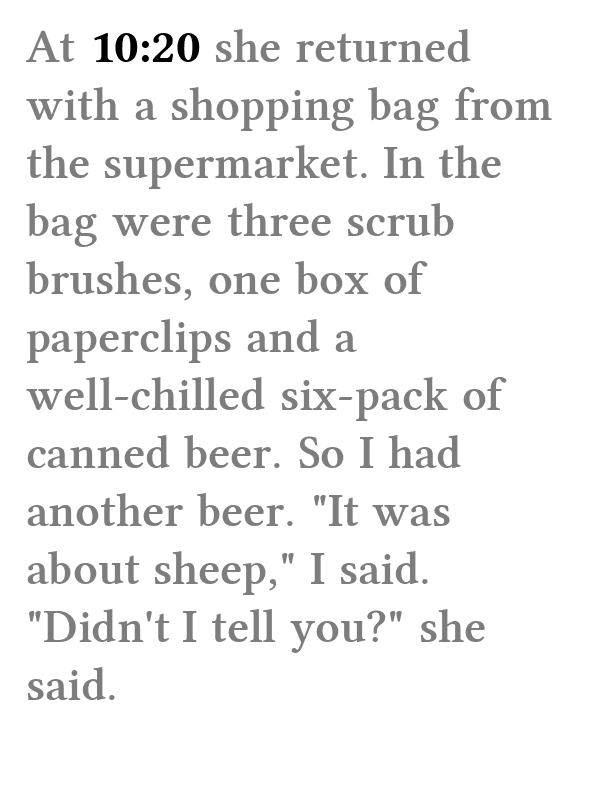 At 10:20 she returned
with a shopping bag from
the supermarket. In the
bag were three scrub
brushes, one box of
paperclips and a
well-chilled six-pack of
canned beer. So I had
another beer. "It was
about sheep," I said.
"Didn't I tell you?" she
said.